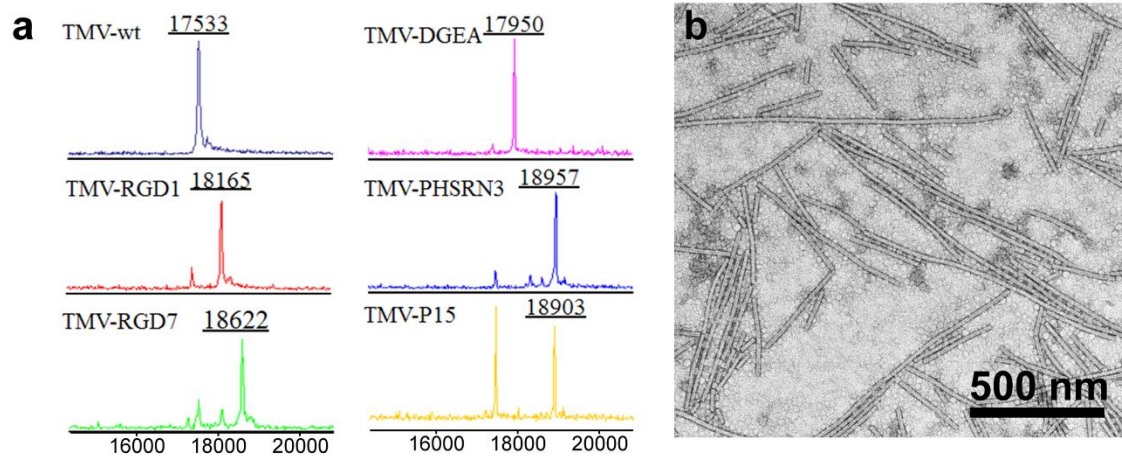 a
TMV-wt 17533
TMV-DGEA 17950
TMV-RGD1 18165
TMV-PHSRN3 18957
TMV-RGD7 18622
TMV-P15 18903
16000 18000 20000
16000 18000 20000
b
500 nm